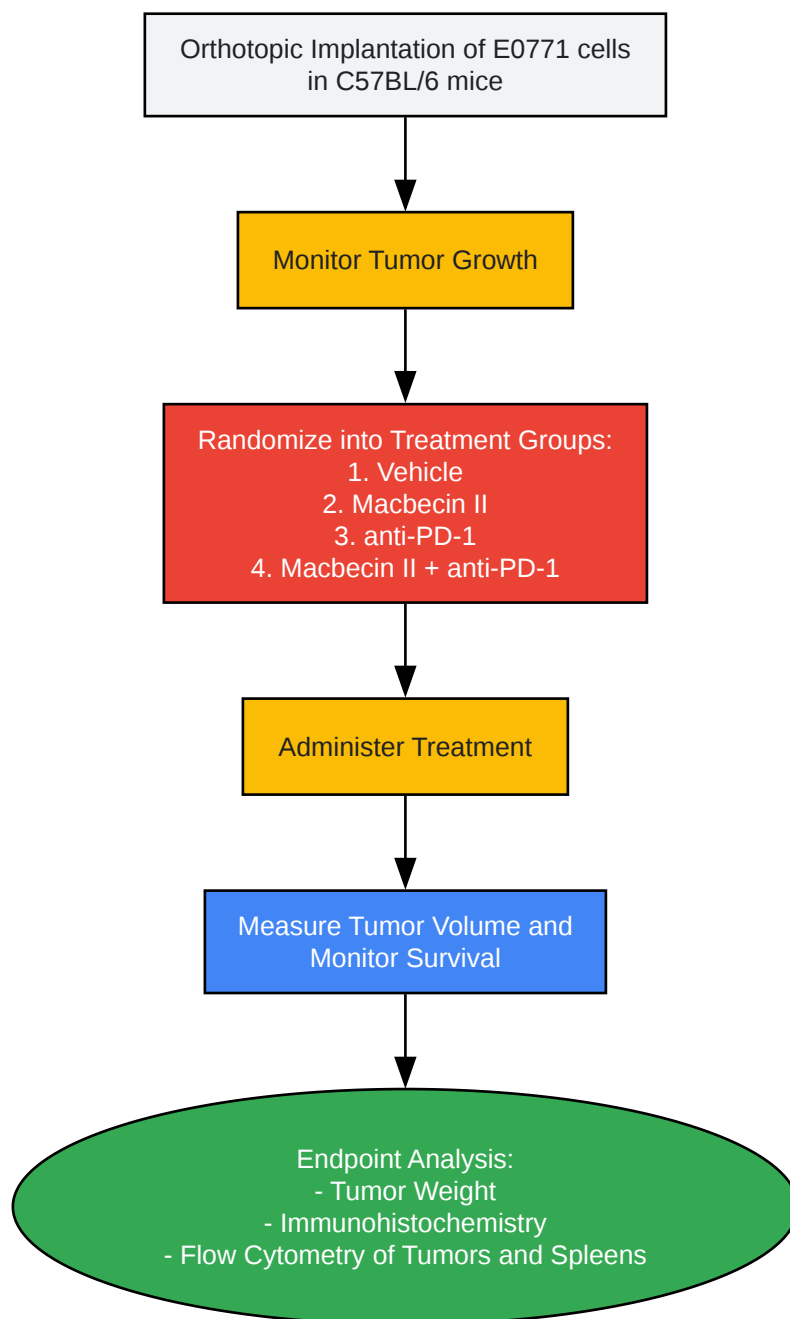 Orthotopic Implantation of E0771 cells
in C57BL/6 mice
Monitor Tumor Growth
Randomize into Treatment Groups:
1. Vehicle
2. Macbecin II
3. anti-PD-1
4. Macbecin II + anti-PD-1
Administer Treatment
Measure Tumor Volume and
Monitor Survival
Endpoint Analysis:
- Tumor Weight
- Immunohistochemistry
- Flow Cytometry of Tumors and Spleens